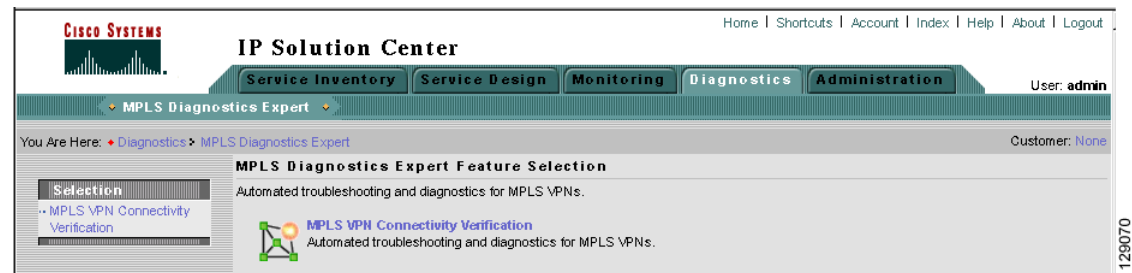 CISCO SYSTEMS
Home | Shortcuts | Account | Index | Help | About | Logout
IP Solution Center
Service Inventory Service Design Monitoring Diagnostics Administration
User: admin
MPLS Diagnostics Expert
You Are Here: Diagnostics MPLS Diagnostics Expert
Customer: None
MPLS Diagnostics Expert Feature Selection
Selection
MPLS VPN Connectivity
Verification
Automated troubleshooting and diagnostics for MPLS VPNs.
MPLS VPN Connectivity Verification
Automated troubleshooting and diagnostics for MPLS VPNs.
129070